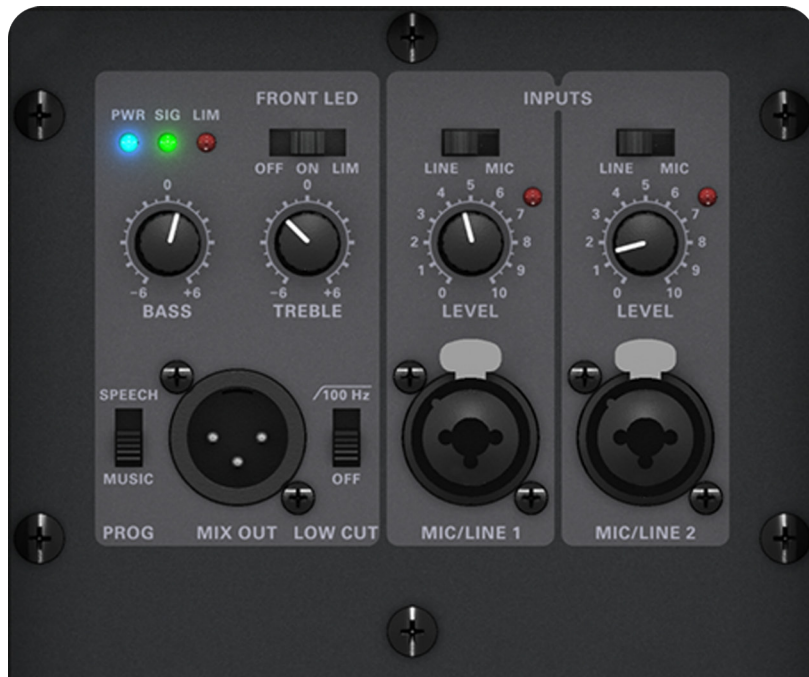 FRONT LED
PWR SIG LIM
OFF ON LIM
0
-6 +6
BASS
0
-6 +6
TREBLE
INPUTS
LINE MIC
0 1 2 3 4 5 6 7 8 9 10
LEVEL
LINE MIC
0 1 2 3 4 5 6 7 8 9 10
LEVEL
SPEECH
MUSIC
PROG
MIX OUT
100 Hz
OFF
LOW CUT
MIC/LINE 1
MIC/LINE 2